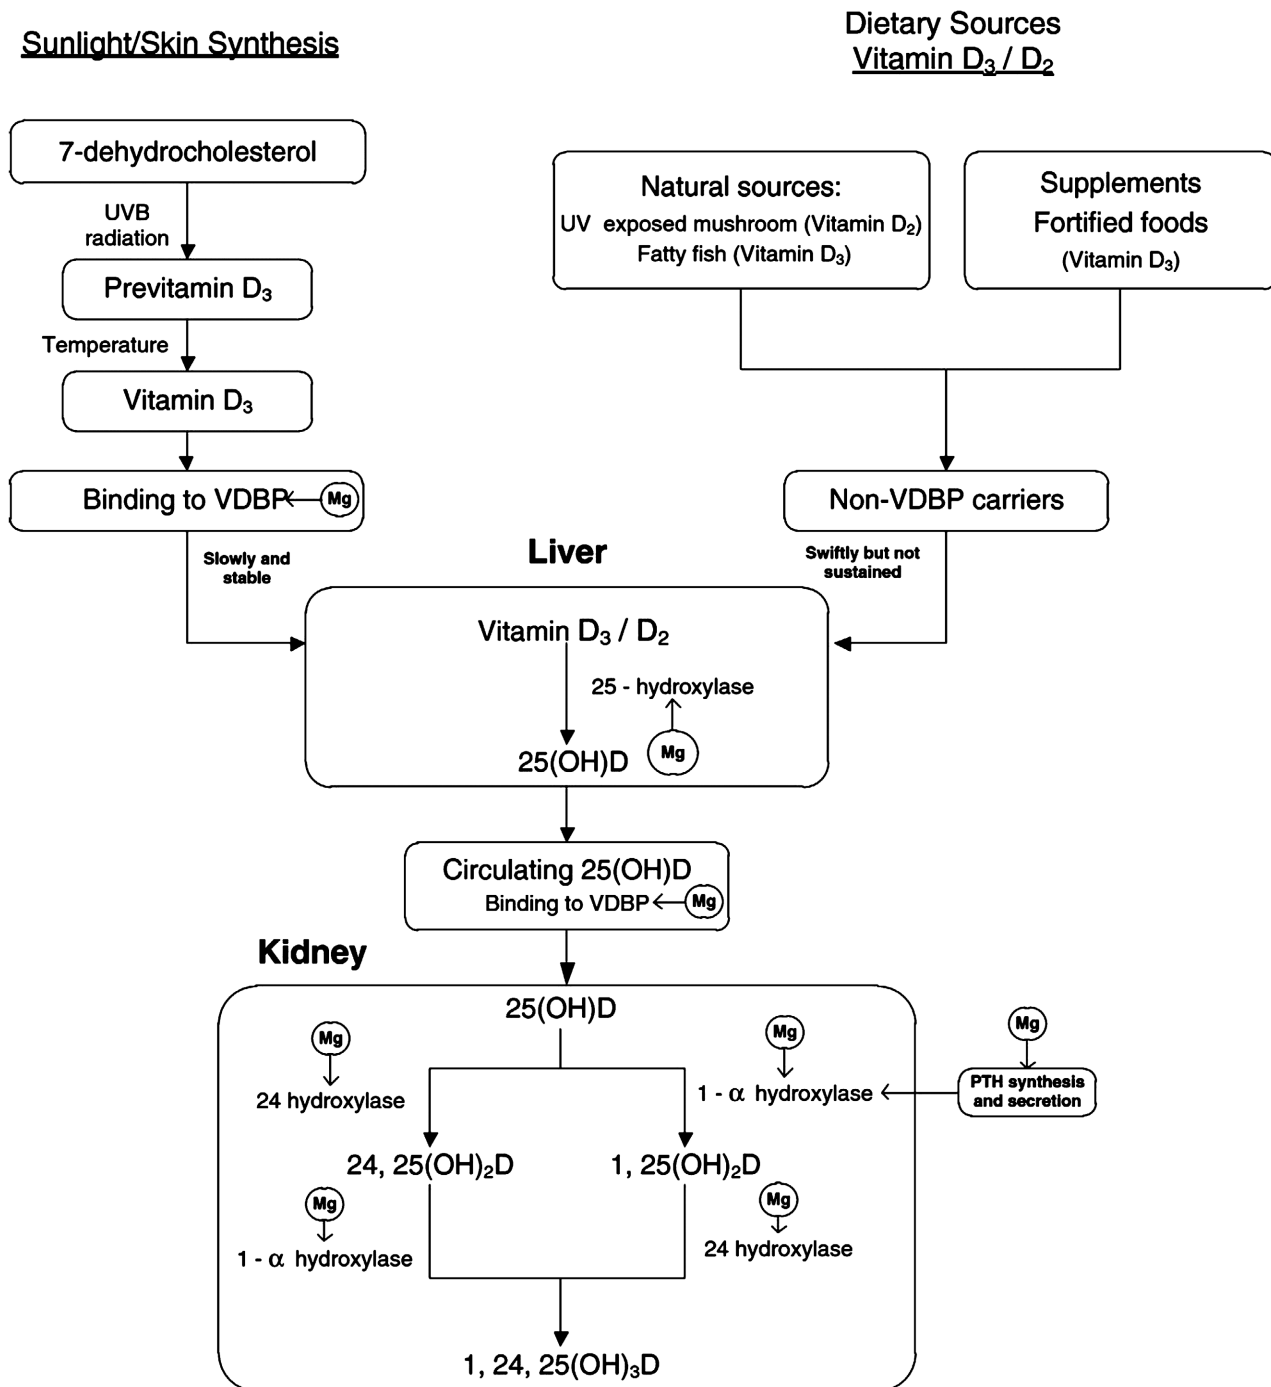 Sunlight/Skin Synthesis
Dietary Sources
Vitamin D₃ / D₂
7-dehydrocholesterol
UVB
radiation
Previtamin D₃
Temperature
Vitamin D₃
Binding to VDBP
Mg
Slowly and
stable
Natural sources:
UV exposed mushroom (Vitamin D₂)
Fatty fish (Vitamin D₃)
Supplements
Fortified foods
(Vitamin D₃)
Non-VDBP carriers
Swiftly but not
sustained
Liver
Vitamin D₃ / D₂
25 - hydroxylase
Mg
25(OH)D
Circulating 25(OH)D
Binding to VDBP
Mg
Kidney
25(OH)D
Mg
24 hydroxylase
Mg
1 - α hydroxylase
Mg
PTH synthesis
and secretion
24, 25(OH)₂D
1, 25(OH)₂D
Mg
1 - α hydroxylase
Mg
24 hydroxylase
1, 24, 25(OH)₃D